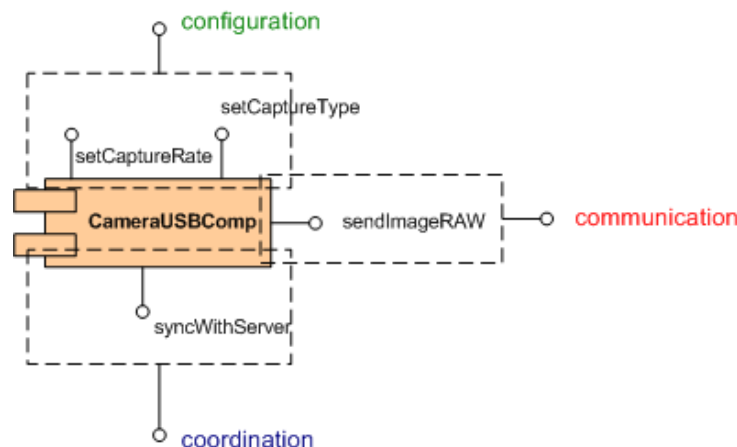 configuration
setCaptureType
setCaptureRate
CameraUSBComp
sendImageRAW
communication
syncWithServer
coordination